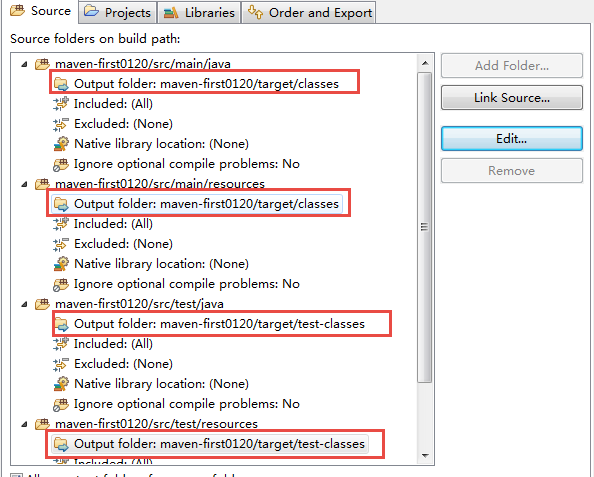 Source Projects Libraries Order and Export
Source folders on build path:
maven-first0120/src/main/java
Output folder: maven-first0120/target/classes
Included: (All)
Excluded: (None)
Native library location: (None)
Ignore optional compile problems: No
maven-first0120/src/main/resources
Output folder: maven-first0120/target/classes
Included: (All)
Excluded: (None)
Native library location: (None)
Ignore optional compile problems: No
maven-first0120/src/test/java
Output folder: maven-first0120/target/test-classes
Included: (All)
Excluded: (None)
Native library location: (None)
Ignore optional compile problems: No
maven-first0120/src/test/resources
Output folder: maven-first0120/target/test-classes
Included: (All)
Add Folder...
Link Source...
Edit...
Remove